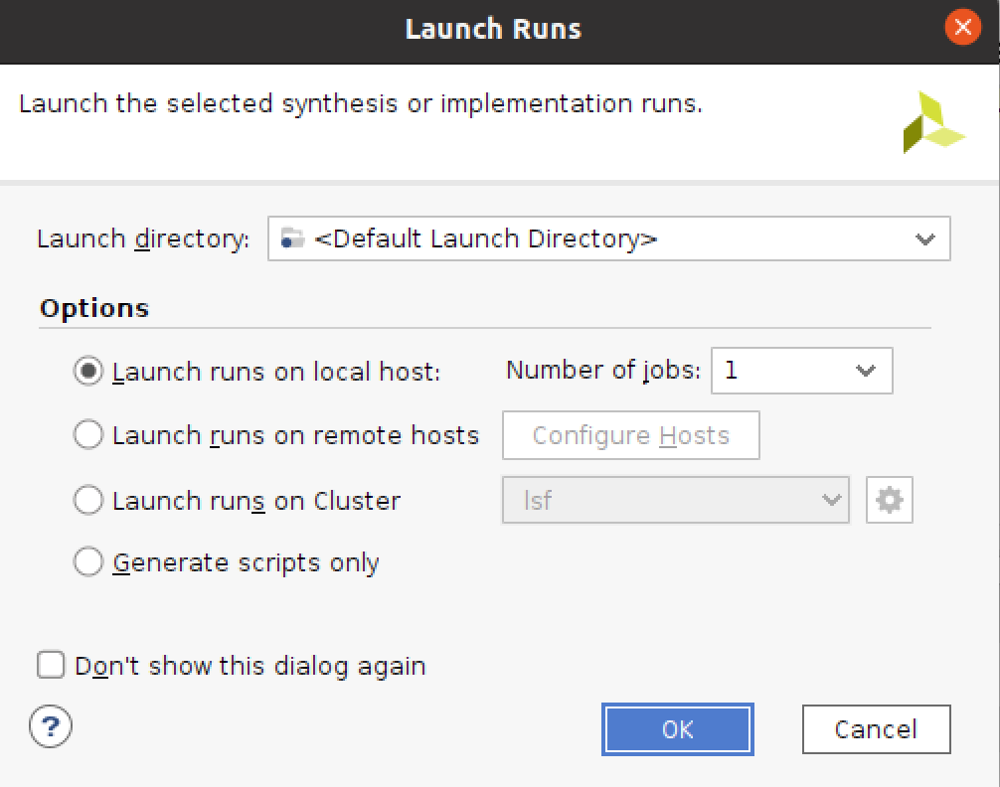 Launch Runs
Launch the selected synthesis or implementation runs.
Launch directory: <Default Launch Directory>
Options
Launch runs on local host: Number of jobs: 1
Launch runs on remote hosts Configure Hosts
Launch runs on Cluster lsf
Generate scripts only
Don't show this dialog again
? OK Cancel